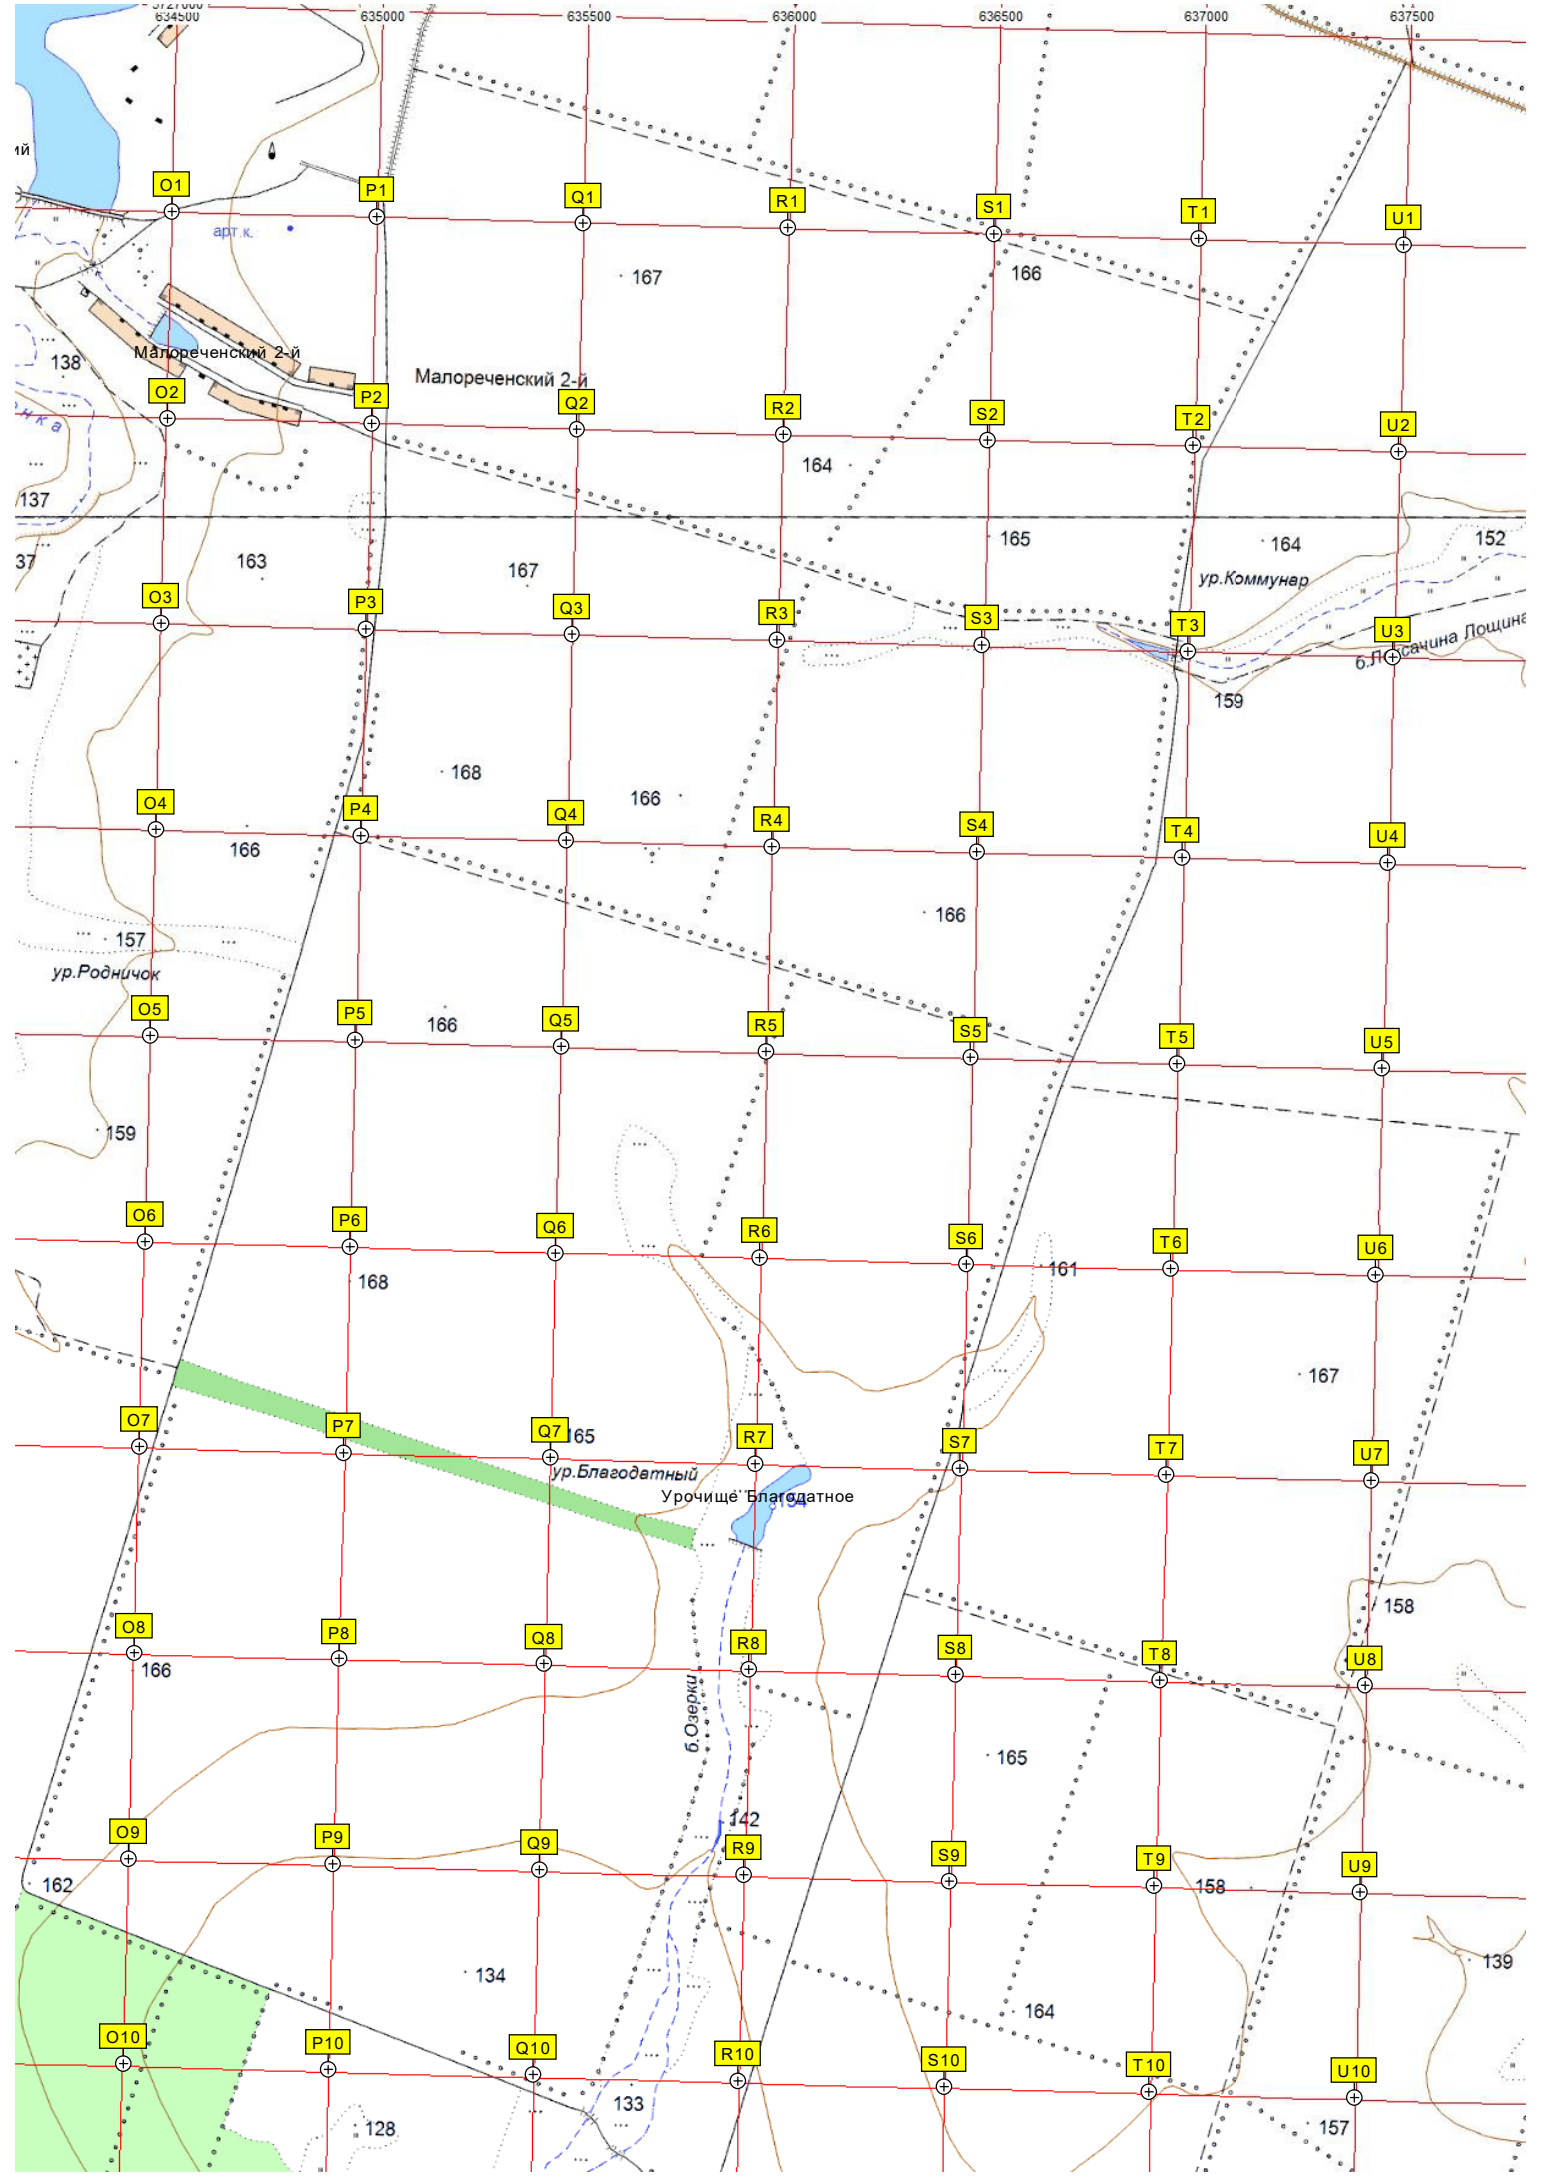 3727000
634500 635000 635500 636000 636500 637000 637500
ий
O1 P1 Q1 R1 S1 T1 U1
арт.к.
167 166
138
Малореченский 2-й
Малореченский 2-й
O2 P2 Q2 R2 S2 T2 U2
нка
164
137
165 164 152
37 163 167
ур.Коммунар
O3 P3 Q3 R3 S3 T3 U3
159
168 166
O4 P4 Q4 R4 S4 T4 U4
166
166
157
ур.Родничок
O5 P5 Q5 R5 S5 T5 U5
166
159
O6 P6 Q6 R6 S6 T6 U6
168 161
167
O7 P7 Q7 R7 S7 T7 U7
165
ур.Благодатный
Урочище Благодатное
154
158
O8 P8 Q8 R8 S8 T8 U8
166
б.Озерки
165
142
O9 P9 Q9 R9 S9 T9 U9
162 158
139
134
164
O10 P10 Q10 R10 S10 T10 U10
133
128 157